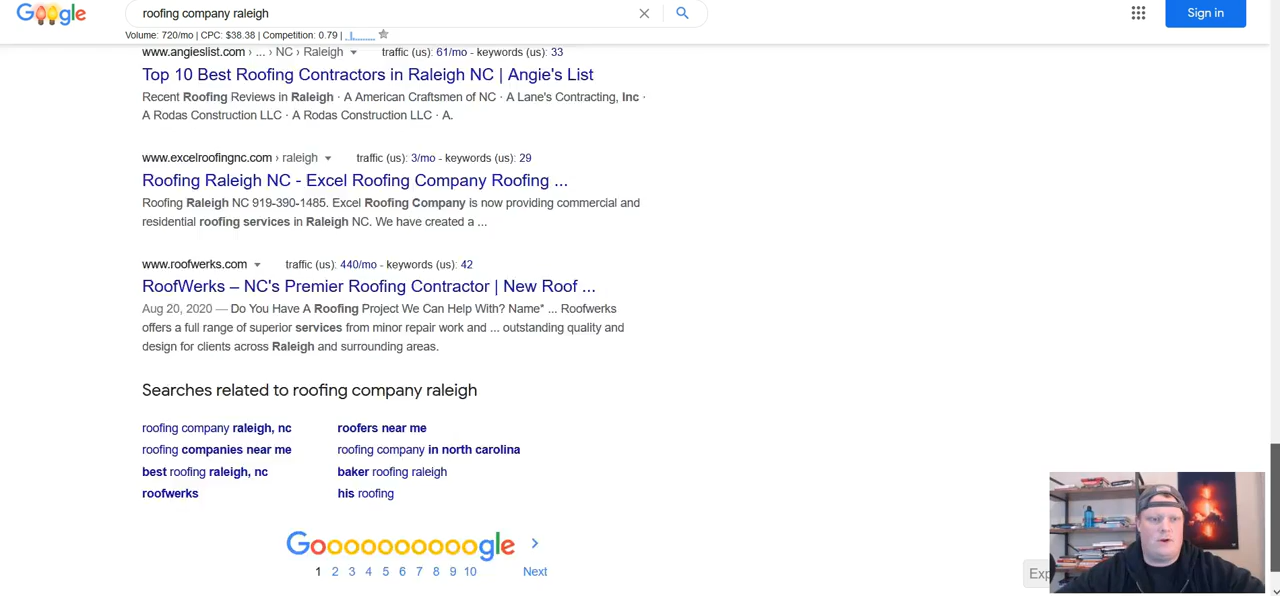 Google
roofing company raleigh
Sign in
Volume: 720/mo | CPC: $38.38 | Competition: 0.79 |
www.angieslist.com › ... › NC › Raleigh traffic (us): 61/mo - keywords (us): 33
Top 10 Best Roofing Contractors in Raleigh NC | Angie's List
Recent Roofing Reviews in Raleigh · A American Craftsmen of NC · A Lane's Contracting, Inc ·
A Rodas Construction LLC · A Rodas Construction LLC · A.
www.excelroofingnc.com › raleigh traffic (us): 3/mo - keywords (us): 29
Roofing Raleigh NC - Excel Roofing Company Roofing ...
Roofing Raleigh NC 919-390-1485. Excel Roofing Company is now providing commercial and
residential roofing services in Raleigh NC. We have created a ...
www.roofwerks.com traffic (us): 440/mo - keywords (us): 42
RoofWerks – NC's Premier Roofing Contractor | New Roof ...
Aug 20, 2020 — Do You Have A Roofing Project We Can Help With? Name* ... Roofwerks
offers a full range of superior services from minor repair work and ... outstanding quality and
design for clients across Raleigh and surrounding areas.
Searches related to roofing company raleigh
roofing company raleigh, nc roofers near me
roofing companies near me roofing company in north carolina
best roofing raleigh, nc baker roofing raleigh
roofwerks his roofing
Goooooooooogle
1 2 3 4 5 6 7 8 9 10 Next
Exp